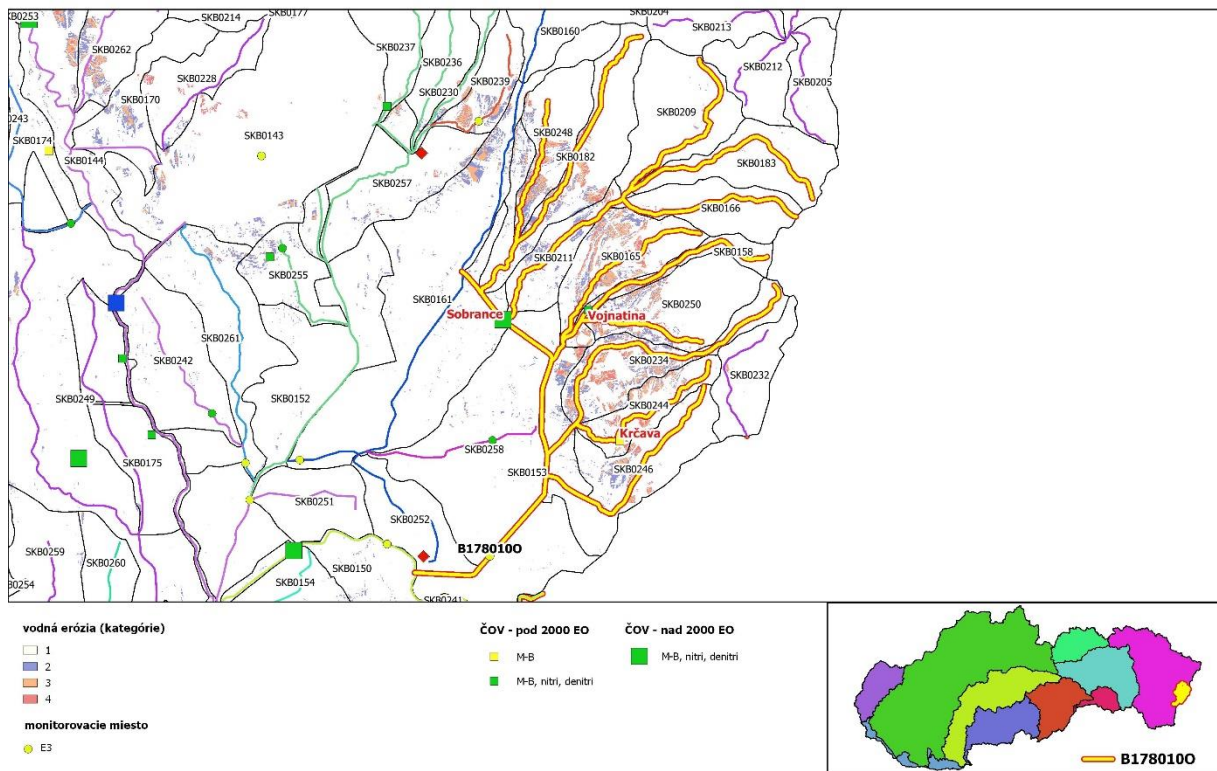 SKB0253
SKB0214
SKB0177
SKB0204
SKB0213
SKB0262
SKB0237
SKB0160
SKB0236
SKB0228
SKB0230
SKB0239
SKB0212
SKB0205
SKB0170
SKB0209
SKB0243
SKB0174
SKB0143
SKB0248
SKB0144
SKB0182
SKB0183
SKB0257
SKB0166
SKB0211
SKB0165
SKB0158
SKB0255
SKB0161
SKB0250
Sobrance
Vojnatina
SKB0261
SKB0242
SKB0234
SKB0232
SKB0249
SKB0152
SKB0244
Krčava
SKB0258
SKB0175
SKB0153
SKB0246
SKB0251
SKB0252
B178010O
SKB0259
SKB0260
SKB0150
SKB0154
SKB0254
SKB0241
vodná erózia (kategórie)
1
2
3
4
monitorovacie miesto
E3
ČOV - pod 2000 EO
M-B
M-B, nitri, denitri
ČOV - nad 2000 EO
M-B, nitri, denitri
B178010O